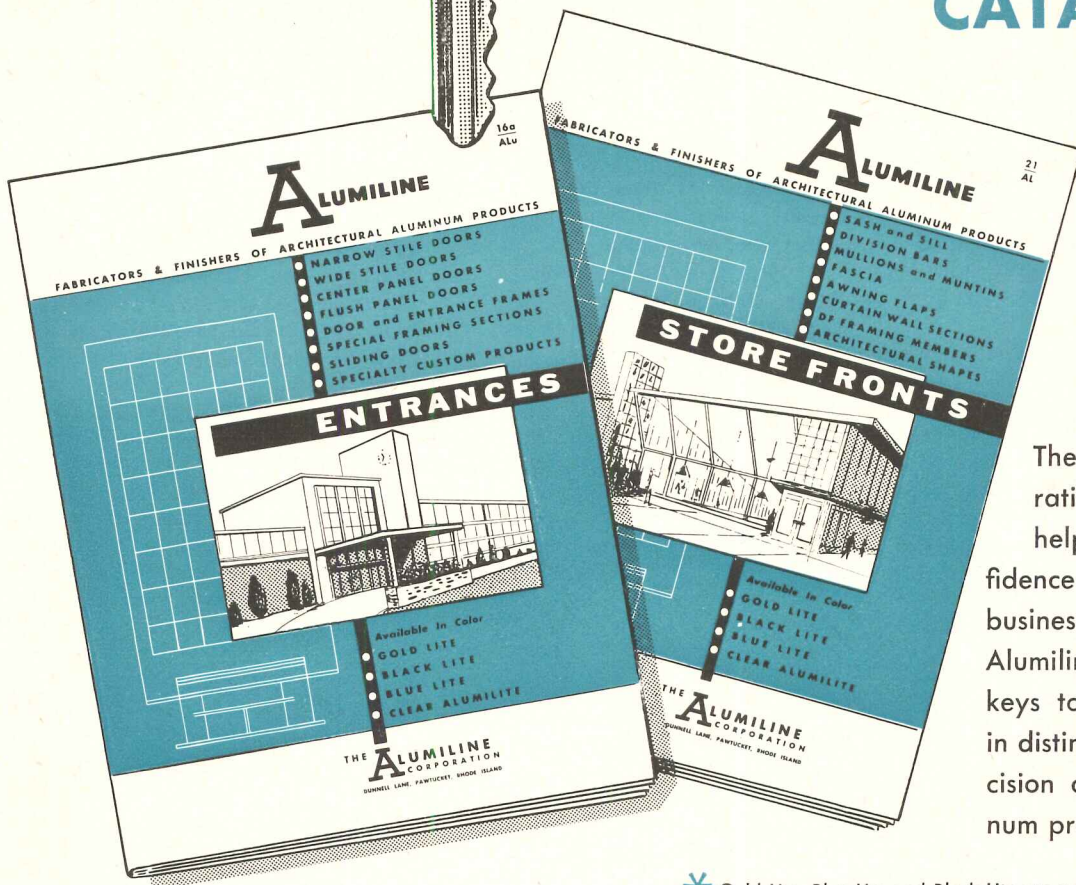 CATA
16a
ALu
ALUMILINE
FABRICATORS & FINISHERS OF ARCHITECTURAL ALUMINUM PRODUCTS
NARROW STILE DOORS
WIDE STILE DOORS
CENTER PANEL DOORS
FLUSH PANEL DOORS
DOOR and ENTRANCE FRAMES
SPECIAL FRAMING SECTIONS
SLIDING DOORS
SPECIALTY CUSTOM PRODUCTS
ENTRANCES
Available In Color
GOLD LITE
BLACK LITE
BLUE LITE
CLEAR ALUMILITE
THE ALUMILINE
CORPORATION
DUNNELL LANE, PAWTUCKET, RHODE ISLAND
21
AL
ALUMILINE
FABRICATORS & FINISHERS OF ARCHITECTURAL ALUMINUM PRODUCTS
SASH and SILL
DIVISION BARS
MULLIONS and MUNTINS
FASCIA
AWNING FLAPS
CURTAIN WALL SECTIONS
DF FRAMING MEMBERS
ARCHITECTURAL SHAPES
STORE FRONTS
Available In Color
GOLD LITE
BLACK LITE
BLUE LITE
CLEAR ALUMILITE
THE ALUMILINE
CORPORATION
DUNNELL LANE, PAWTUCKET, RHODE ISLAND
The
rati
help
fidence
busines
Alumilin
keys to
in distin
cision
num pr